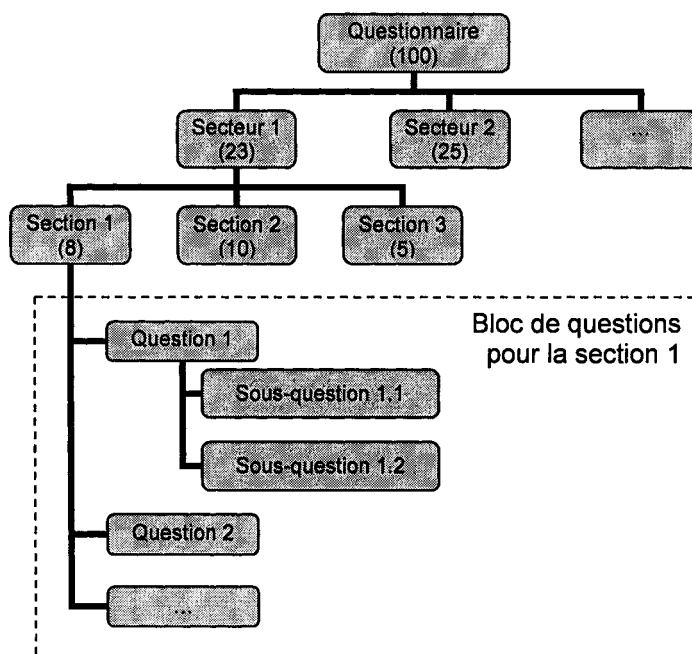 Questionnaire
(100)
Secteur 1
(23)
Secteur 2
(25)
...
Section 1
(8)
Section 2
(10)
Section 3
(5)
Bloc de questions
pour la section 1
Question 1
Sous-question 1.1
Sous-question 1.2
Question 2
...